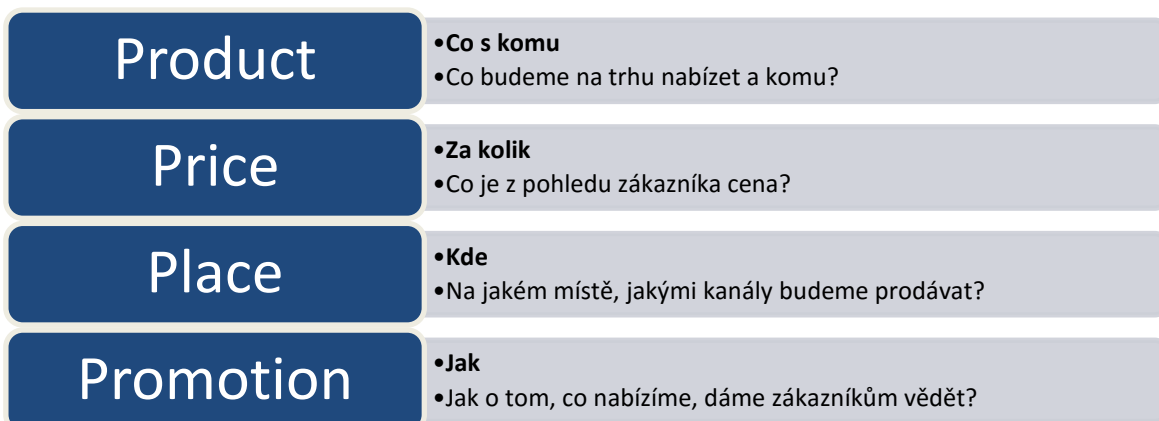 Product
•Co s komu
•Co budeme na trhu nabízet a komu?
Price
•Za kolik
•Co je z pohledu zákazníka cena?
Place
•Kde
•Na jakém místě, jakými kanály budeme prodávat?
Promotion
•Jak
•Jak o tom, co nabízíme, dáme zákazníkům vědět?